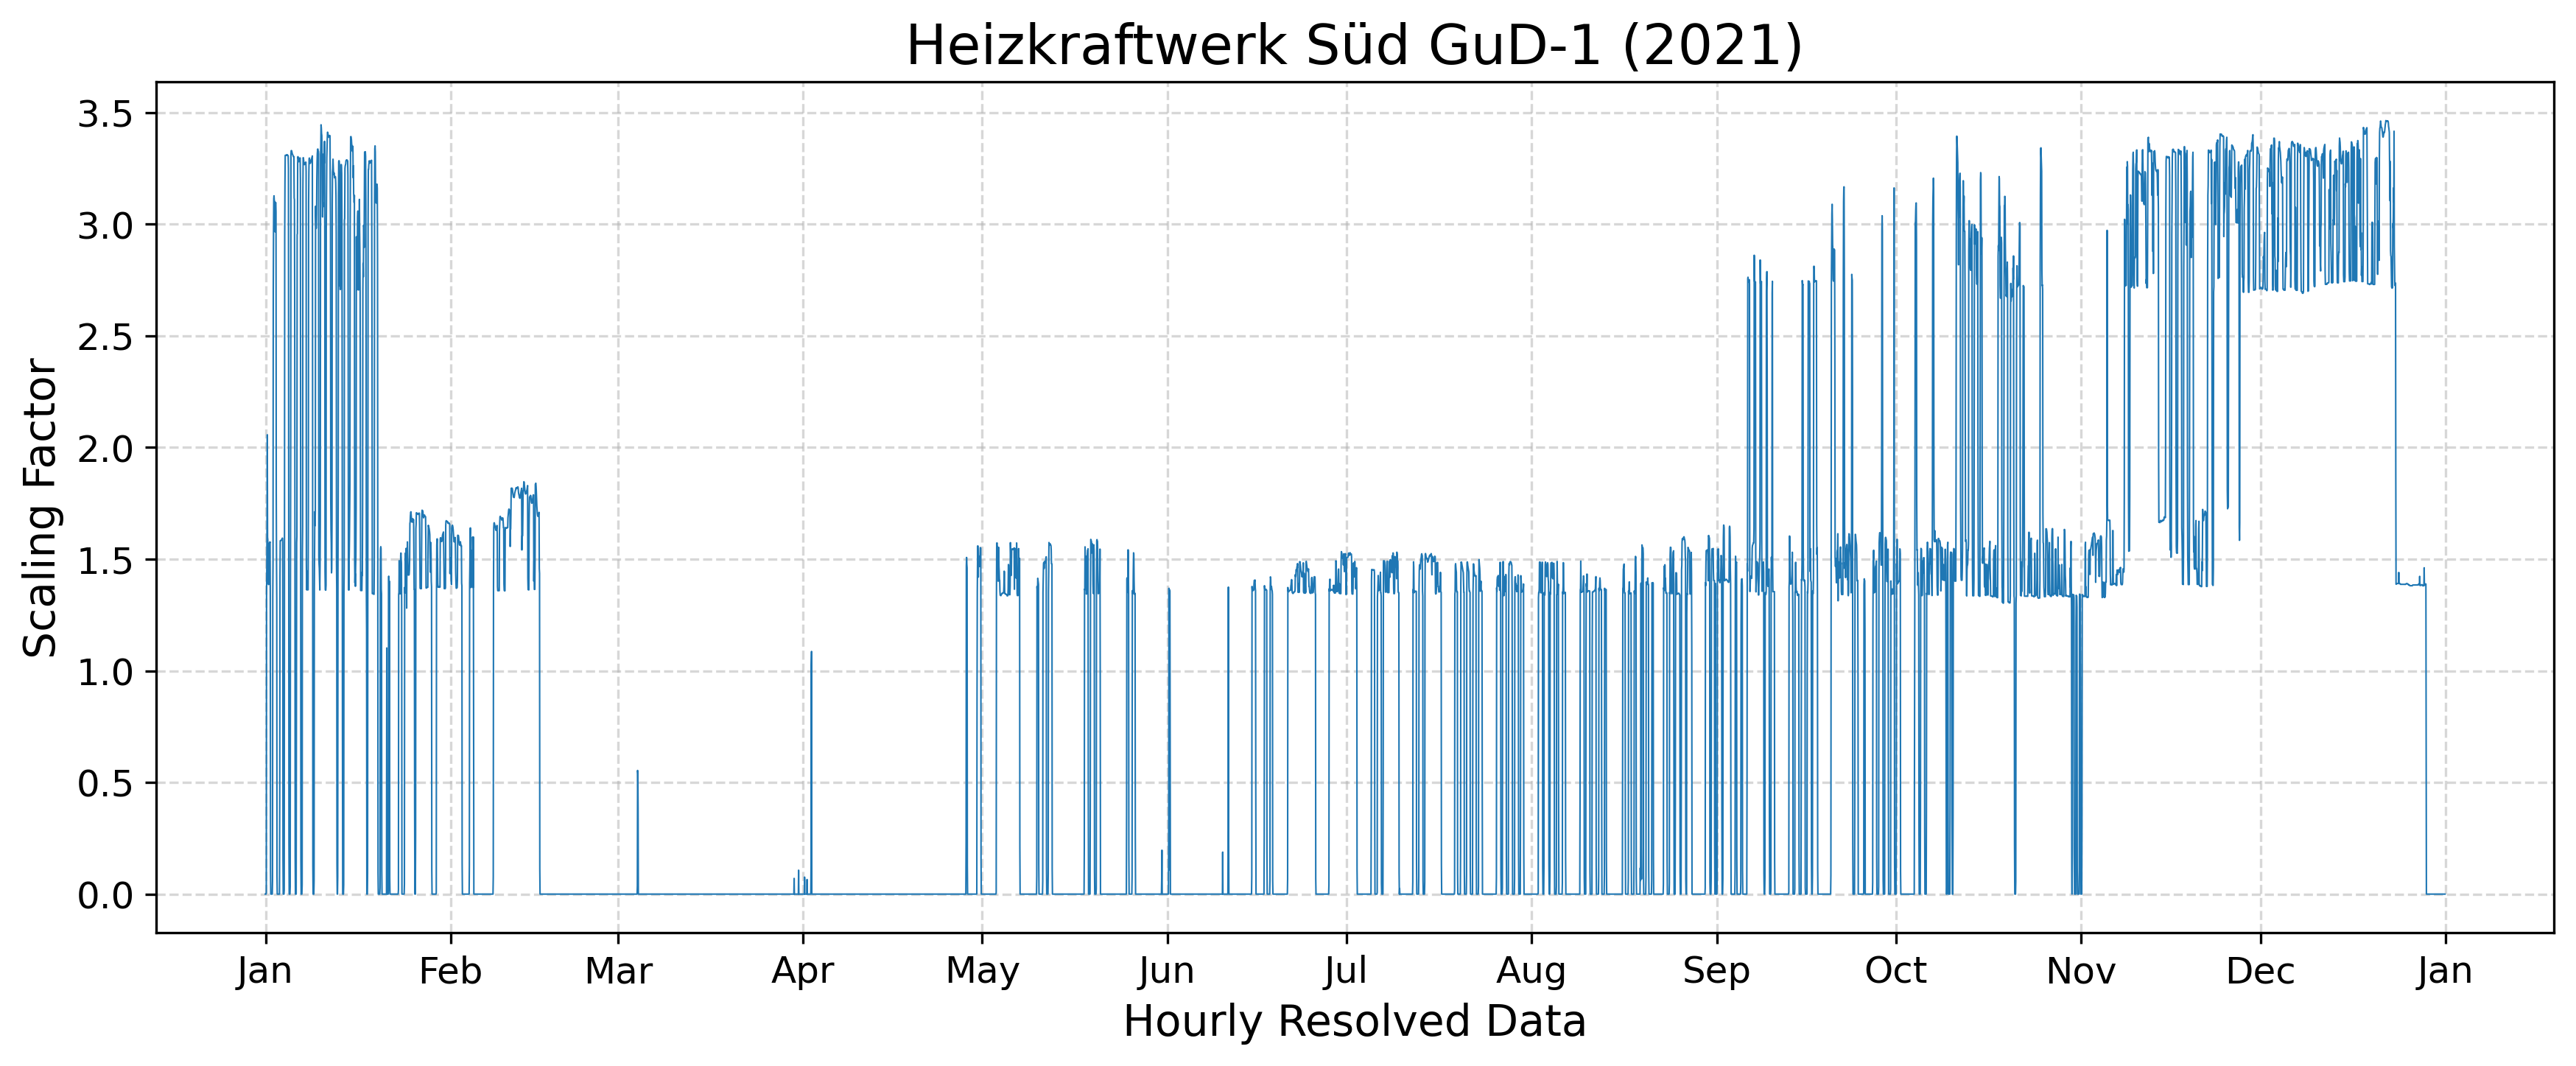 Heizkraftwerk Süd GuD-1 (2021)
Scaling Factor
3.5
3.0
2.5
2.0
1.5
1.0
0.5
0.0
Jan Feb Mar Apr May Jun Jul Aug Sep Oct Nov Dec Jan
Hourly Resolved Data